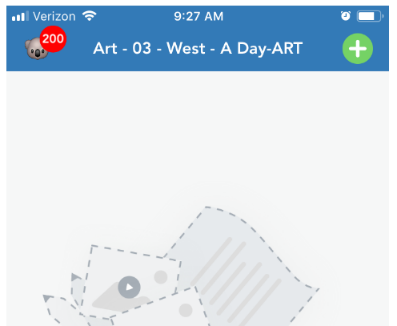 Verizon 9:27 AM
200
Art - 03 - West - A Day-ART